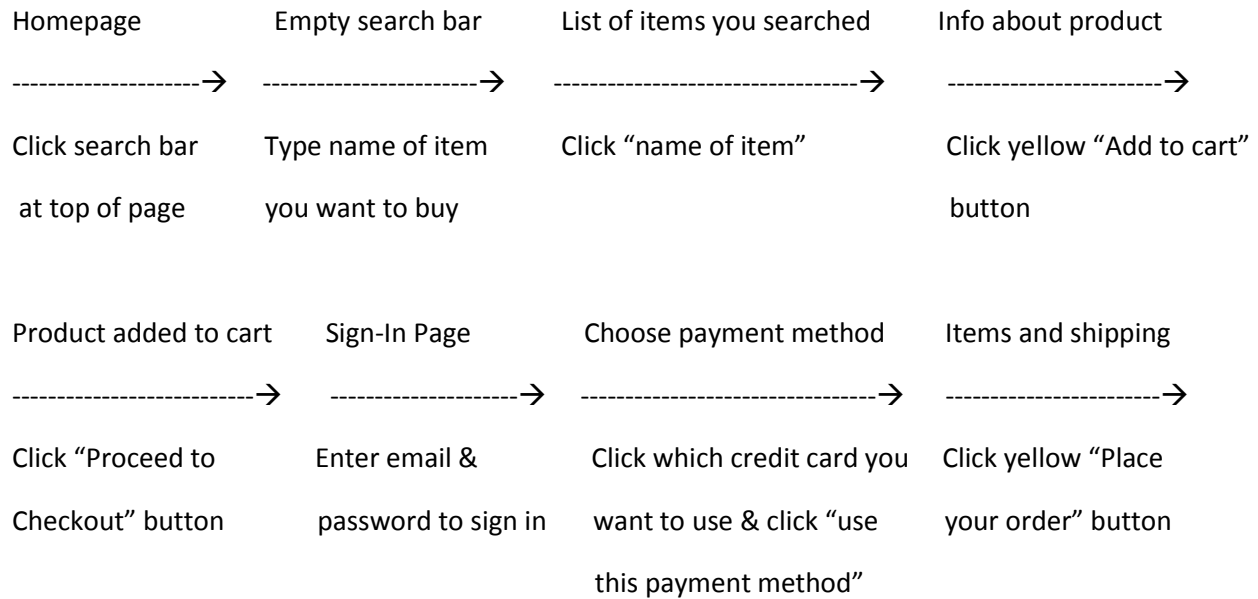 Homepage Empty search bar List of items you searched Info about product
---------------------→ ------------------------→ ----------------------------------→ ------------------------→
Click search bar Type name of item Click “name of item” Click yellow “Add to cart”
at top of page you want to buy button
Product added to cart Sign-In Page Choose payment method Items and shipping
---------------------------→ ---------------------→ ---------------------------------→ ------------------------→
Click “Proceed to Enter email & Click which credit card you Click yellow “Place
Checkout” button password to sign in want to use & click “use your order” button
this payment method”